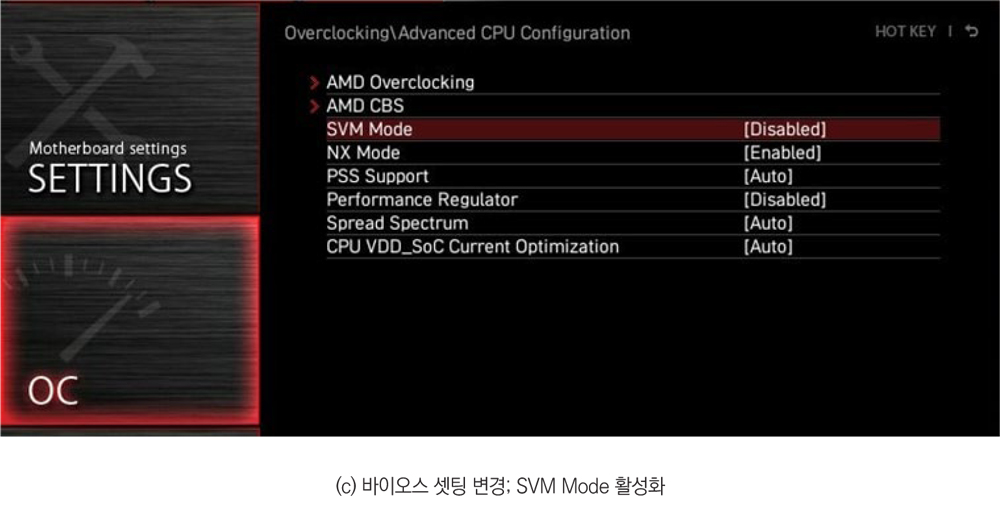 Overclocking\Advanced CPU Configuration
HOT KEY |
AMD Overclocking
AMD CBS
SVM Mode [Disabled]
NX Mode [Enabled]
PSS Support [Auto]
Performance Regulator [Disabled]
Spread Spectrum [Auto]
CPU VDD_SoC Current Optimization [Auto]
Motherboard settings
SETTINGS
OC
(c) 바이오스 셋팅 변경; SVM Mode 활성화